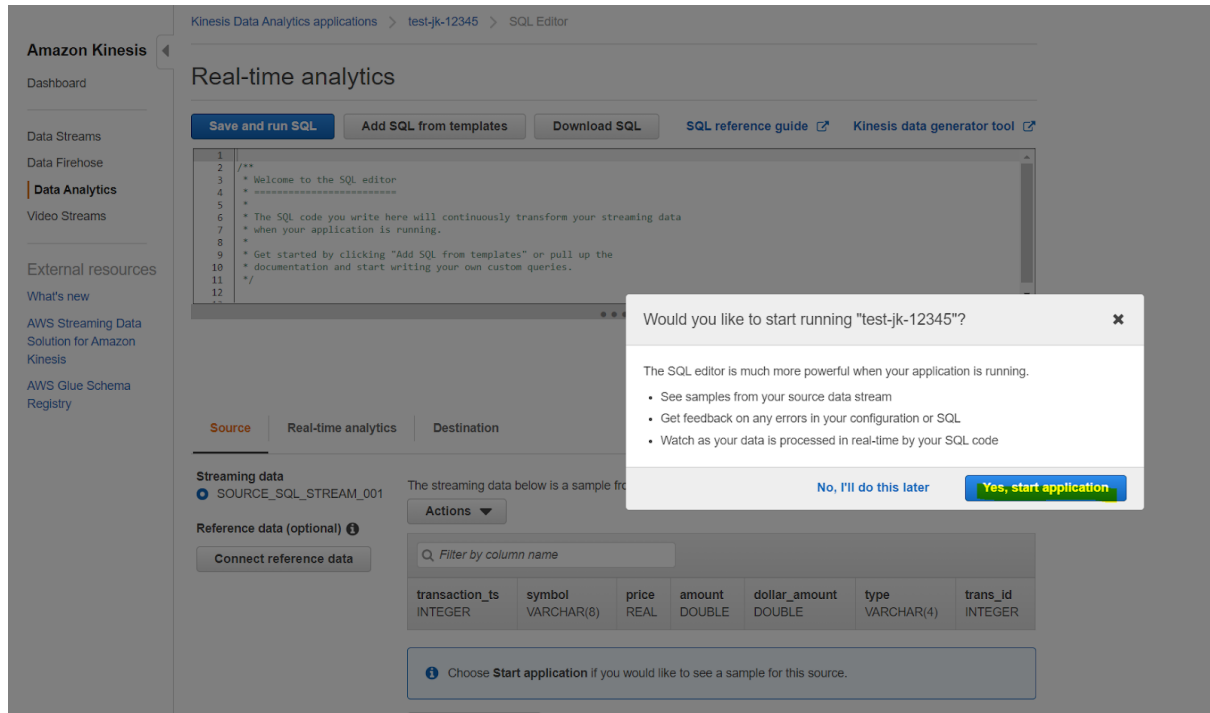 Kinesis Data Analytics applications > test-jk-12345 > SQL Editor
Amazon Kinesis
Dashboard
Data Streams
Data Firehose
Data Analytics
Video Streams
External resources
What's new
AWS Streaming Data
Solution for Amazon
Kinesis
AWS Glue Schema
Registry
Real-time analytics
Save and run SQL Add SQL from templates Download SQL SQL reference guide Kinesis data generator tool
1
2 /**
3 * Welcome to the SQL editor
4 * =========================
5 *
6 * The SQL code you write here will continuously transform your streaming data
7 * when your application is running.
8 *
9 * Get started by clicking "Add SQL from templates" or pull up the
10 * documentation and start writing your own custom queries.
11 */
12
Would you like to start running "test-jk-12345"?
The SQL editor is much more powerful when your application is running.
• See samples from your source data stream
• Get feedback on any errors in your configuration or SQL
• Watch as your data is processed in real-time by your SQL code
No, I'll do this later Yes, start application
Source Real-time analytics Destination
Streaming data
SOURCE_SQL_STREAM_001
Reference data (optional)
Connect reference data
The streaming data below is a sample fro
Actions
Filter by column name
transaction_ts symbol price amount dollar_amount type trans_id
INTEGER VARCHAR(8) REAL DOUBLE DOUBLE VARCHAR(4) INTEGER
Choose Start application if you would like to see a sample for this source.